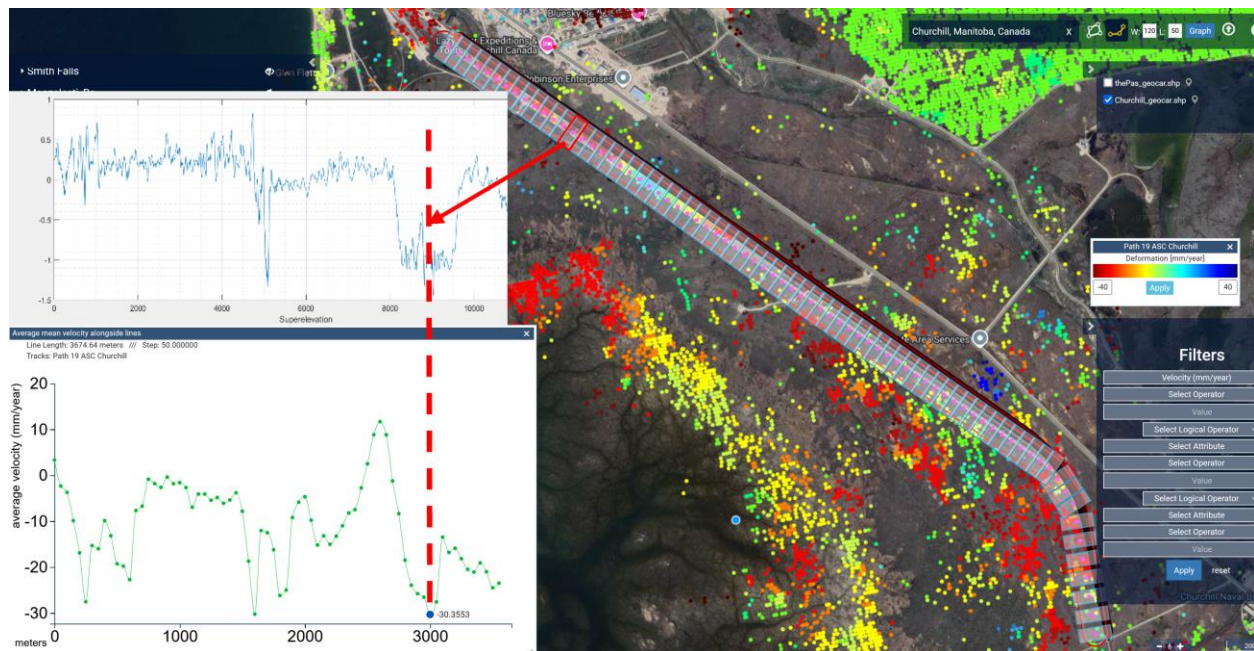 Bluesky
Lazy
Expeditions &
hill Canada
Robinson Enterprises
Smith Falls
Area Services
Churchill, Manitoba, Canada X W: 120 L: 50 Graph
thePas_geocar.shp
Churchill_geocar.shp
1
0.5
0
-0.5
-1
-1.5
0 2000 4000 6000 8000 10000
Superelevation
Average mean velocity alongside lines X
Line Length: 3674.64 meters /// Step: 50.000000
Tracks: Path 19 ASC Churchill
average velocity (mm/year)
20
10
0
-10
-20
-30
-30.3553
0 1000 2000 3000
meters
Path 19 ASC Churchill X
Deformation [mm/year]
-40 Apply 40
Filters
Velocity (mm/year)
Select Operator
Value
Select Logical Operator
Select Attribute
Select Operator
Value
Select Logical Operator
Select Attribute
Select Operator
Value
Apply reset
Churchill Naval
- 6 +